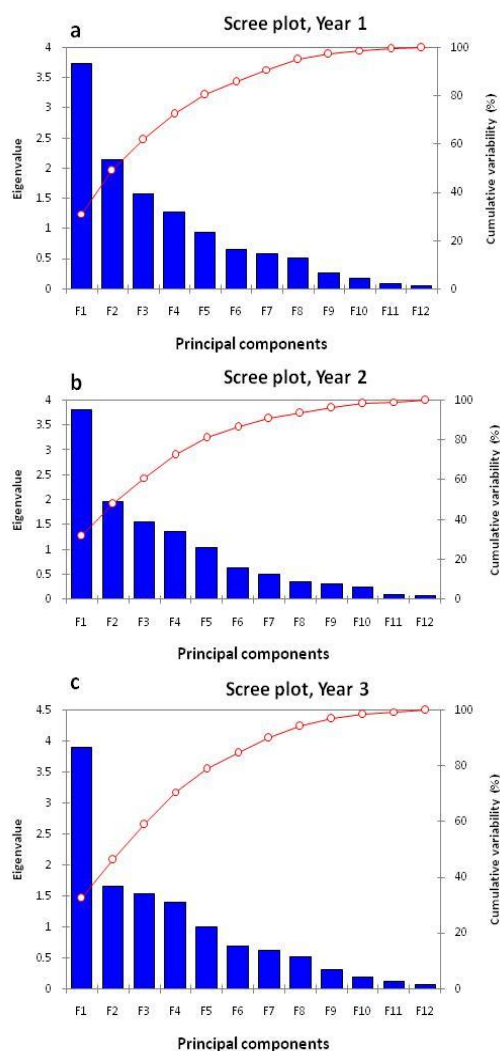 a
Scree plot, Year 1
4
3.5
3
2.5
2
1.5
1
0.5
0
Eigenvalue
100
80
60
40
20
0
Cumulative variability (%)
F1 F2 F3 F4 F5 F6 F7 F8 F9 F10 F11 F12
Principal components
b
Scree plot, Year 2
4
3.5
3
2.5
2
1.5
1
0.5
0
Eigenvalue
100
80
60
40
20
0
Cumulative variability (%)
F1 F2 F3 F4 F5 F6 F7 F8 F9 F10 F11 F12
Principal components
c
Scree plot, Year 3
4.5
4
3.5
3
2.5
2
1.5
1
0.5
0
Eigenvalue
100
80
60
40
20
0
Cumulative variability (%)
F1 F2 F3 F4 F5 F6 F7 F8 F9 F10 F11 F12
Principal components